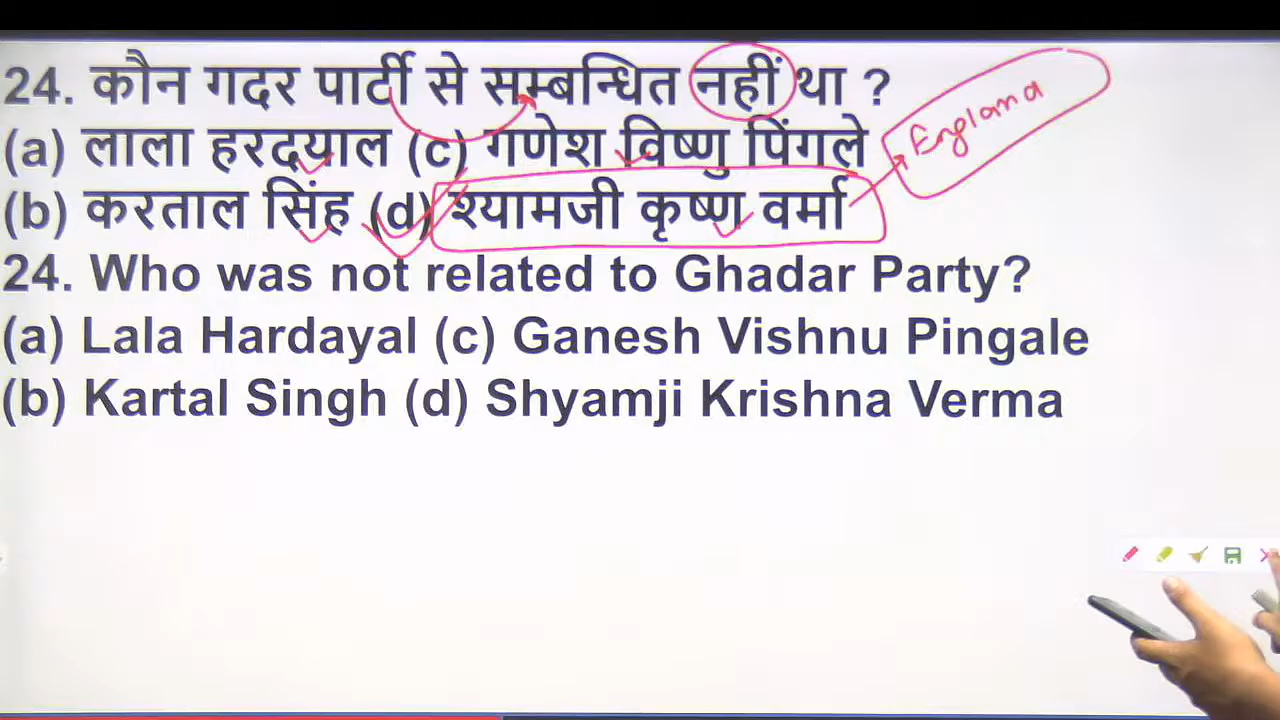 24. कौन गदर पार्टी से सम्बन्धित नहीं था ?
(a) लाला हरदयाल (c) गणेश विष्णु पिंगले
England
(b) करताल सिंह (d) श्यामजी कृष्ण वर्मा
24. Who was not related to Ghadar Party?
(a) Lala Hardayal (c) Ganesh Vishnu Pingale
(b) Kartal Singh (d) Shyamji Krishna Verma